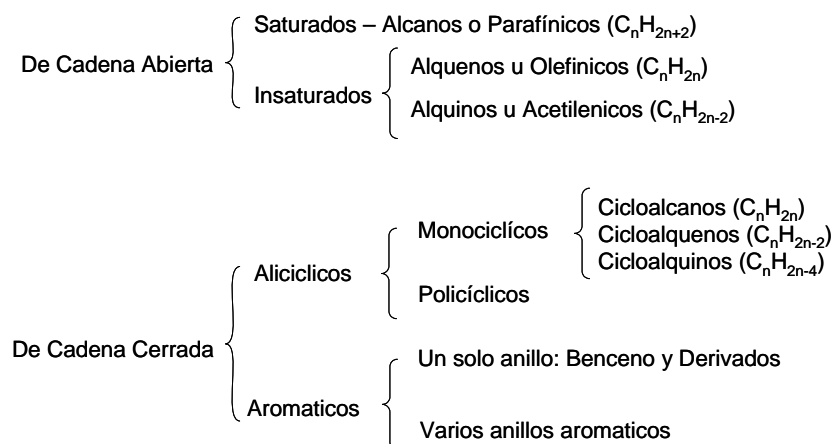 Saturados – Alcanos o Parafínicos (CnH2n+2)
De Cadena Abierta
Insaturados
Alquenos u Olefinicos (CnH2n)
Alquinos u Acetilenicos (CnH2n-2)
De Cadena Cerrada
Aliciclicos
Monociclícos
Cicloalcanos (CnH2n)
Cicloalquenos (CnH2n-2)
Cicloalquinos (CnH2n-4)
Policíclicos
Aromaticos
Un solo anillo: Benceno y Derivados
Varios anillos aromaticos